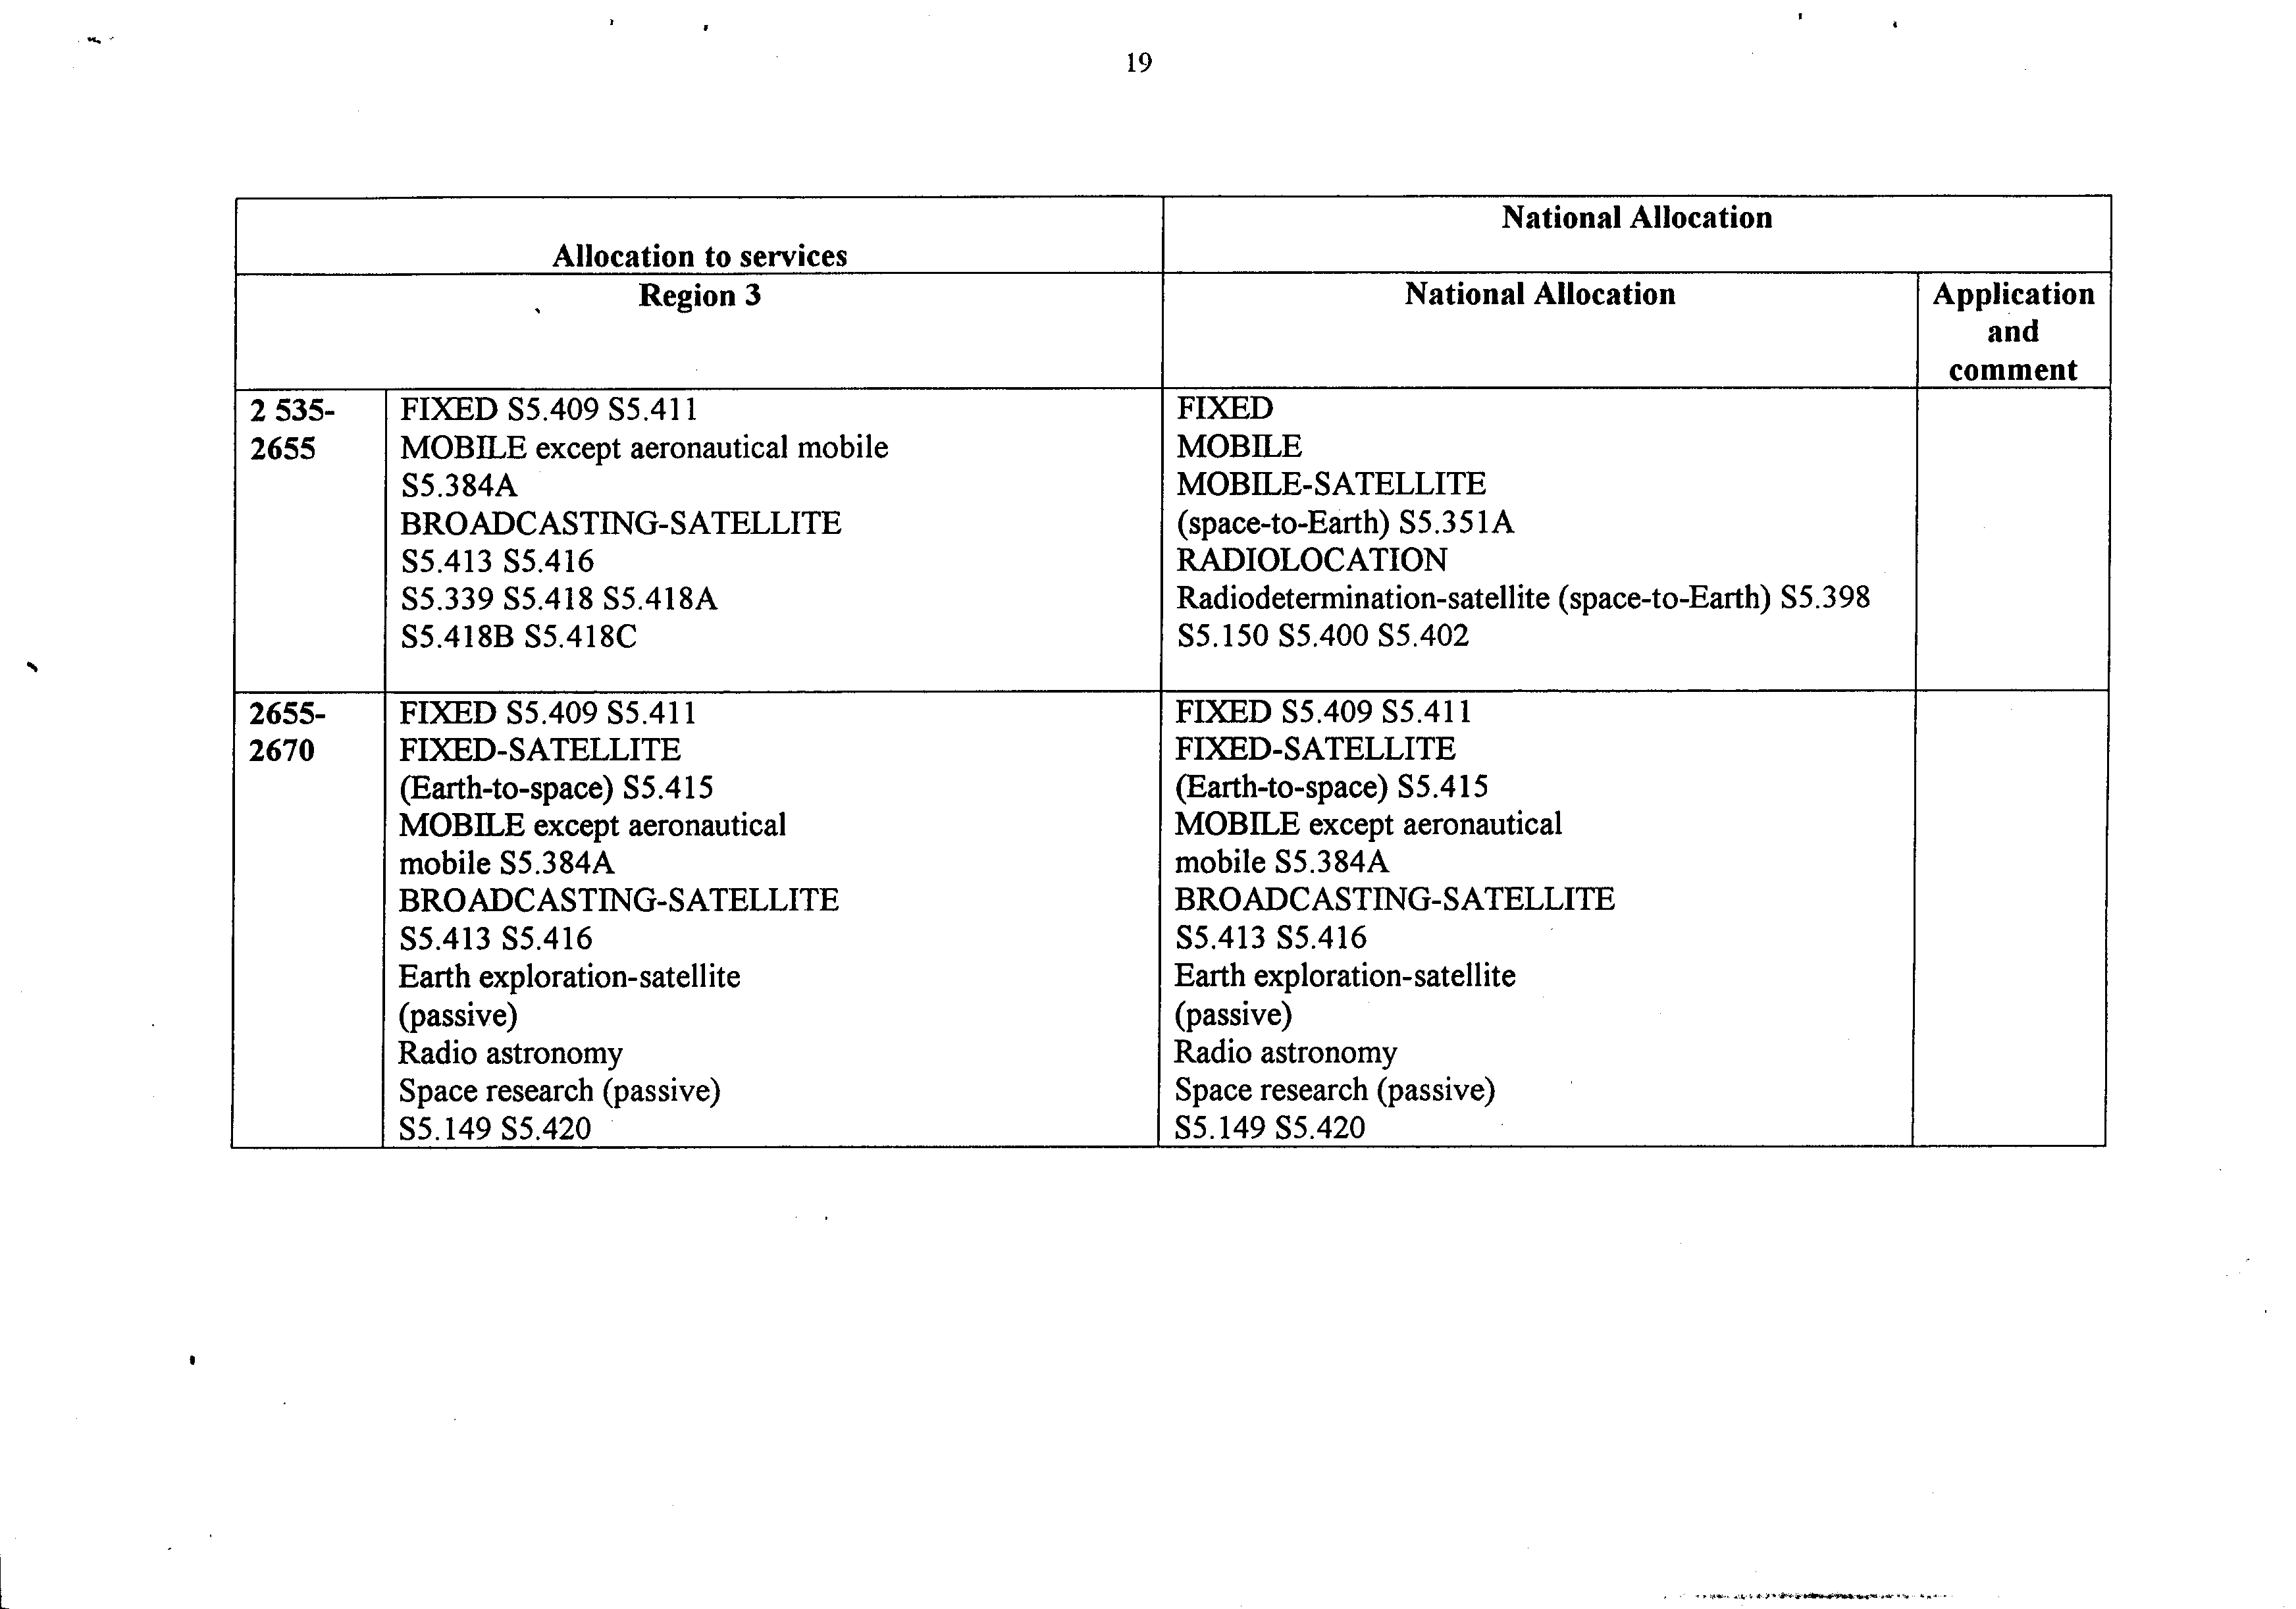 19
National Allocation
Allocation to services
Region 3
National Allocation
Application
and
comment
2 535-
2655
FIXED S5.409 S5.411
MOBILE except aeronautical mobile
S5.384A
BROADCASTING-SATELLITE
S5.413 S5.416
S5.339 S5.418 S5.418A
S5.418B S5.418C
FIXED
MOBILE
MOBILE-SATELLITE
(space-to-Earth) S5.351A
RADIOLOCATION
Radiodetermination-satellite (space-to-Earth) S5.398
S5.150 S5.400 S5.402
2655-
2670
FIXED S5.409 S5.411
FIXED-SATELLITE
(Earth-to-space) S5.415
MOBILE except aeronautical
mobile S5.384A
BROADCASTING-SATELLITE
S5.413 S5.416
Earth exploration-satellite
(passive)
Radio astronomy
Space research (passive)
S5.149 S5.420
FIXED S5.409 S5.411
FIXED-SATELLITE
(Earth-to-space) S5.415
MOBILE except aeronautical
mobile S5.384A
BROADCASTING-SATELLITE
S5.413 S5.416
Earth exploration-satellite
(passive)
Radio astronomy
Space research (passive)
S5.149 S5.420